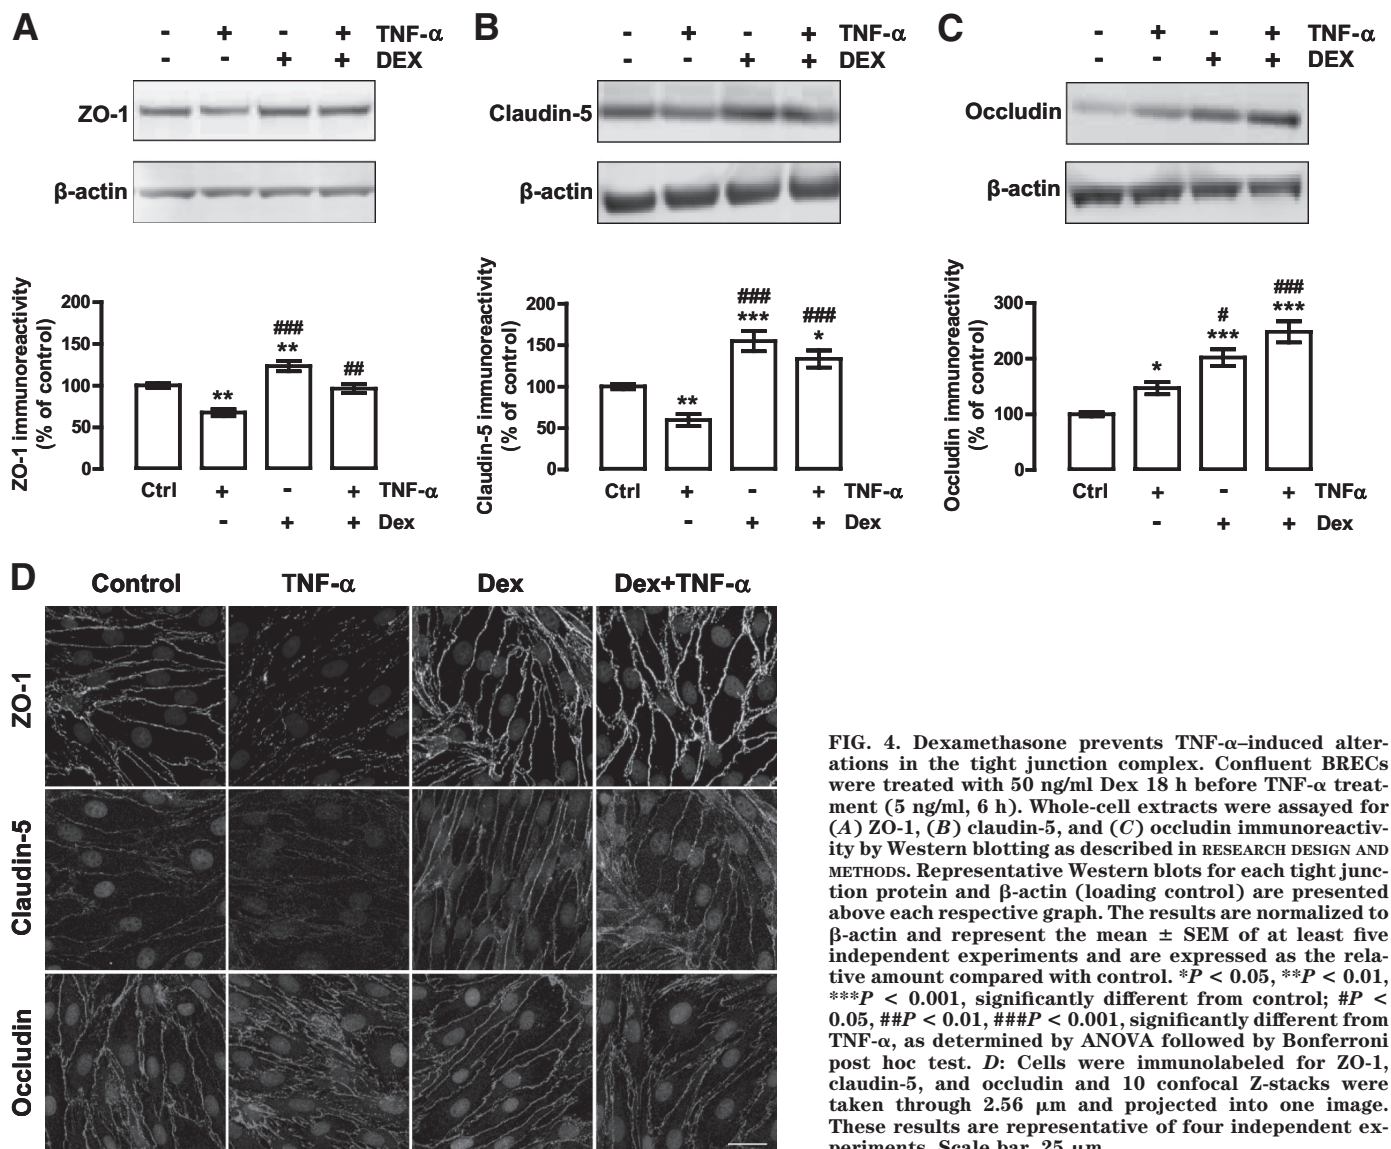 A
- + - + TNF-α
- - + + DEX
ZO-1
β-actin
ZO-1 immunoreactivity
(% of control)
200
150
100
50
0
**
###
**
##
Ctrl + - + TNF-α
- + + Dex
B
- + - + TNF-α
- - + + DEX
Claudin-5
β-actin
Claudin-5 immunoreactivity
(% of control)
200
150
100
50
0
**
###
***
###
*
Ctrl + - + TNF-α
- + + Dex
C
- + - + TNF-α
- - + + DEX
Occludin
β-actin
Occludin immunoreactivity
(% of control)
300
200
100
0
*
#
***
###
***
Ctrl + - + TNFα
- + + Dex
D
Control TNF-α Dex Dex+TNF-α
ZO-1
Claudin-5
Occludin
FIG. 4. Dexamethasone prevents TNF-α–induced alter-
ations in the tight junction complex. Confluent BRECs
were treated with 50 ng/ml Dex 18 h before TNF-α treat-
ment (5 ng/ml, 6 h). Whole-cell extracts were assayed for
(A) ZO-1, (B) claudin-5, and (C) occludin immunoreactiv-
ity by Western blotting as described in RESEARCH DESIGN AND
METHODS. Representative Western blots for each tight junc-
tion protein and β-actin (loading control) are presented
above each respective graph. The results are normalized to
β-actin and represent the mean ± SEM of at least five
independent experiments and are expressed as the rela-
tive amount compared with control. *P < 0.05, **P < 0.01,
***P < 0.001, significantly different from control; #P <
0.05, ##P < 0.01, ###P < 0.001, significantly different from
TNF-α, as determined by ANOVA followed by Bonferroni
post hoc test. D: Cells were immunolabeled for ZO-1,
claudin-5, and occludin and 10 confocal Z-stacks were
taken through 2.56 μm and projected into one image.
These results are representative of four independent ex-
periments. Scale bar, 25 μm.